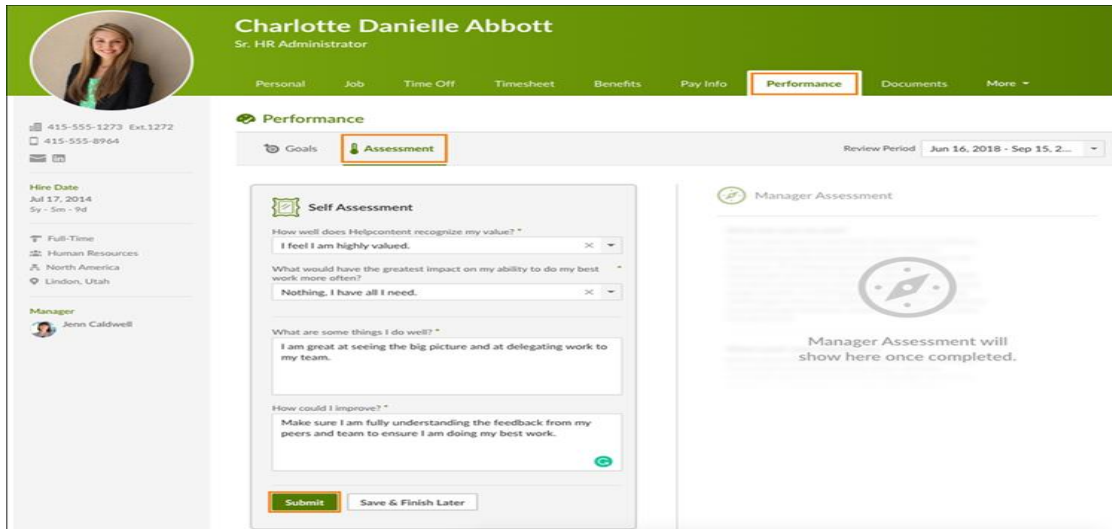 Charlotte Danielle Abbott
Sr. HR Administrator
Personal Job Time Off Timesheet Benefits Pay Info Performance Documents More
415-555-1273 Ext.1272
415-555-8964
Hire Date
Jul 17, 2014
5y - 5m - 9d
Full-Time
Human Resources
North America
Lindon, Utah
Manager
Jenn Caldwell
Performance
Goals Assessment
Review Period Jun 16, 2018 - Sep 15, 2...
Self Assessment
How well does Helpcontent recognize my value? *
I feel I am highly valued.
What would have the greatest impact on my ability to do my best *
work more often?
Nothing, I have all I need.
What are some things I do well? *
I am great at seeing the big picture and at delegating work to
my team.
How could I improve? *
Make sure I am fully understanding the feedback from my
peers and team to ensure I am doing my best work.
Submit Save & Finish Later
Manager Assessment
Manager Assessment will
show here once completed.